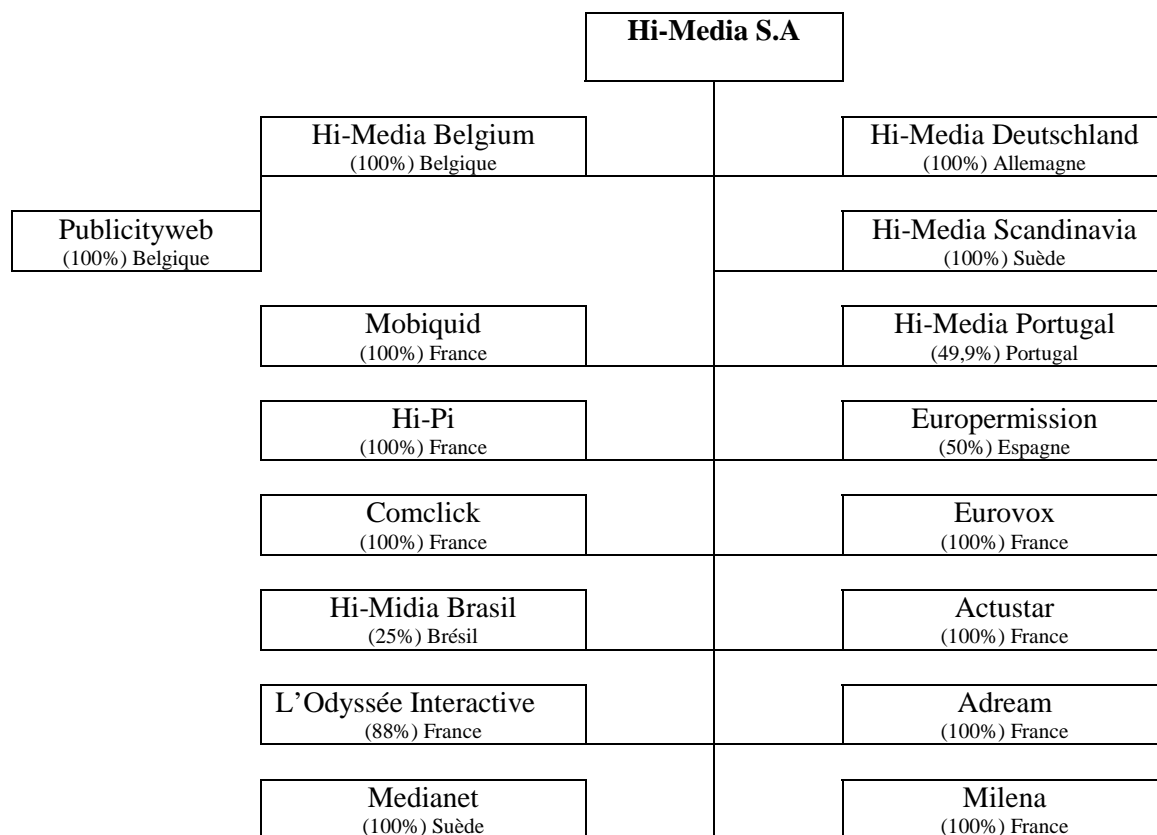 Hi-Media S.A
Hi-Media Belgium
(100%) Belgique
Hi-Media Deutschland
(100%) Allemagne
Publicityweb
(100%) Belgique
Hi-Media Scandinavia
(100%) Suède
Mobiquid
(100%) France
Hi-Media Portugal
(49,9%) Portugal
Hi-Pi
(100%) France
Europermission
(50%) Espagne
Comclick
(100%) France
Eurovox
(100%) France
Hi-Midia Brasil
(25%) Brésil
Actustar
(100%) France
L’Odyssée Interactive
(88%) France
Adream
(100%) France
Medianet
(100%) Suède
Milena
(100%) France